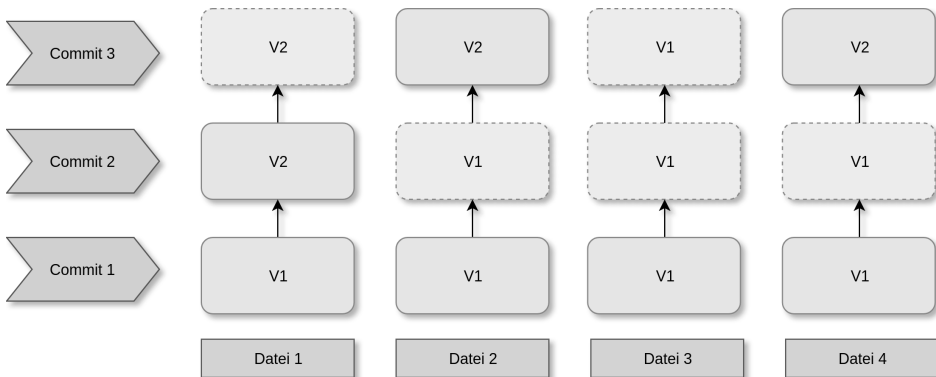 Commit 3
V2
V2
V1
V2
Commit 2
V2
V1
V1
V1
Commit 1
V1
V1
V1
V1
Datei 1
Datei 2
Datei 3
Datei 4